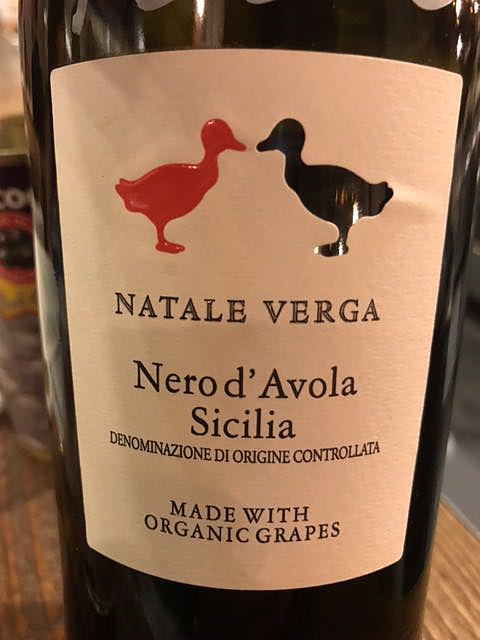 NATALE VERGA
Nero d'Avola
Sicilia
DENOMINAZIONE DI ORIGINE CONTROLLATA
MADE WITH
ORGANIC GRAPES